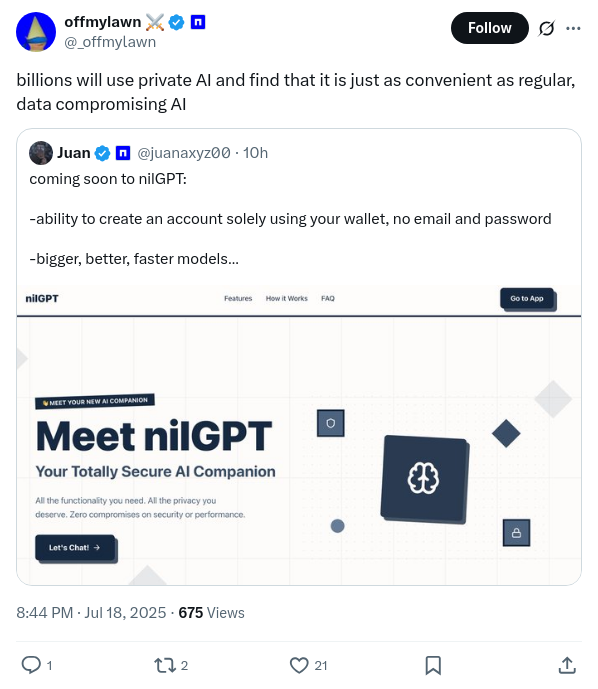 offmylawn ⚔️
@_offmylawn
Follow
billions will use private AI and find that it is just as convenient as regular,
data compromising AI
Juan @juanaxyz00 · 10h
coming soon to nilGPT:
-ability to create an account solely using your wallet, no email and password
-bigger, better, faster models...
nilGPT
Features How it Works FAQ
Go to App
👋 MEET YOUR NEW AI COMPANION
Meet nilGPT
Your Totally Secure AI Companion
All the functionality you need. All the privacy you
deserve. Zero compromises on security or performance.
Let's Chat! →
8:44 PM · Jul 18, 2025 · 675 Views
1 2 21